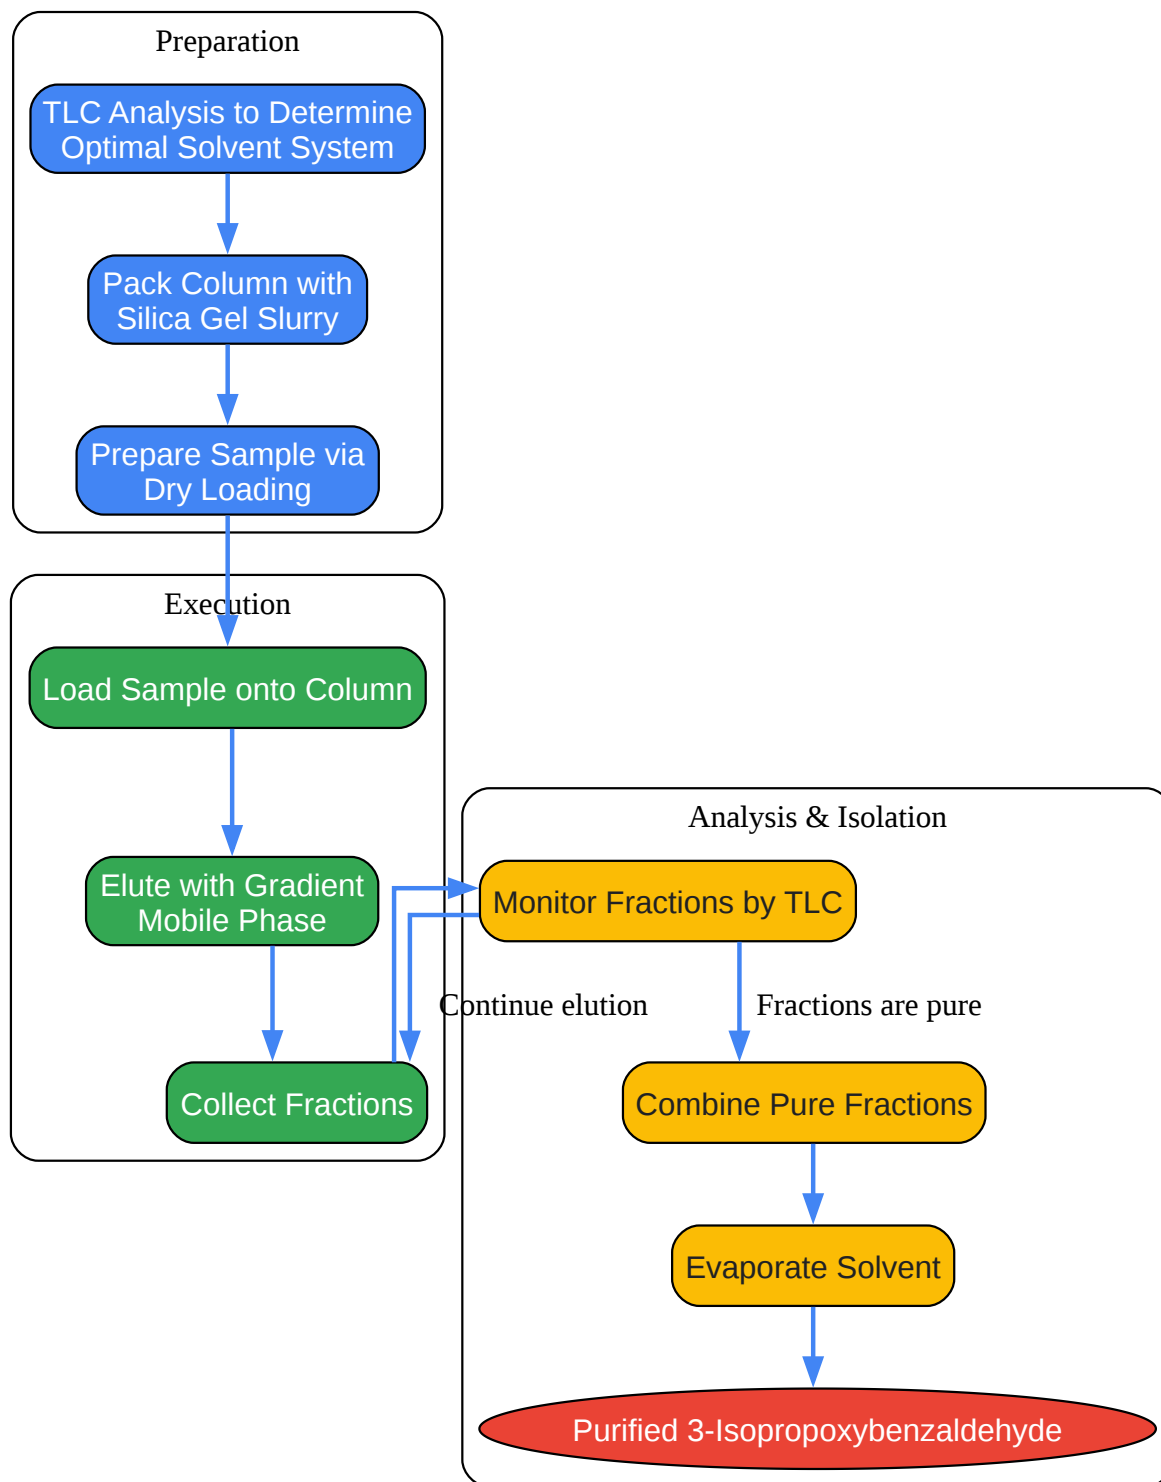 Preparation
TLC Analysis to Determine
Optimal Solvent System
Pack Column with
Silica Gel Slurry
Prepare Sample via
Dry Loading
Execution
Load Sample onto Column
Elute with Gradient
Mobile Phase
Collect Fractions
Analysis & Isolation
Monitor Fractions by TLC
Continue elution
Fractions are pure
Combine Pure Fractions
Evaporate Solvent
Purified 3-Isopropoxybenzaldehyde